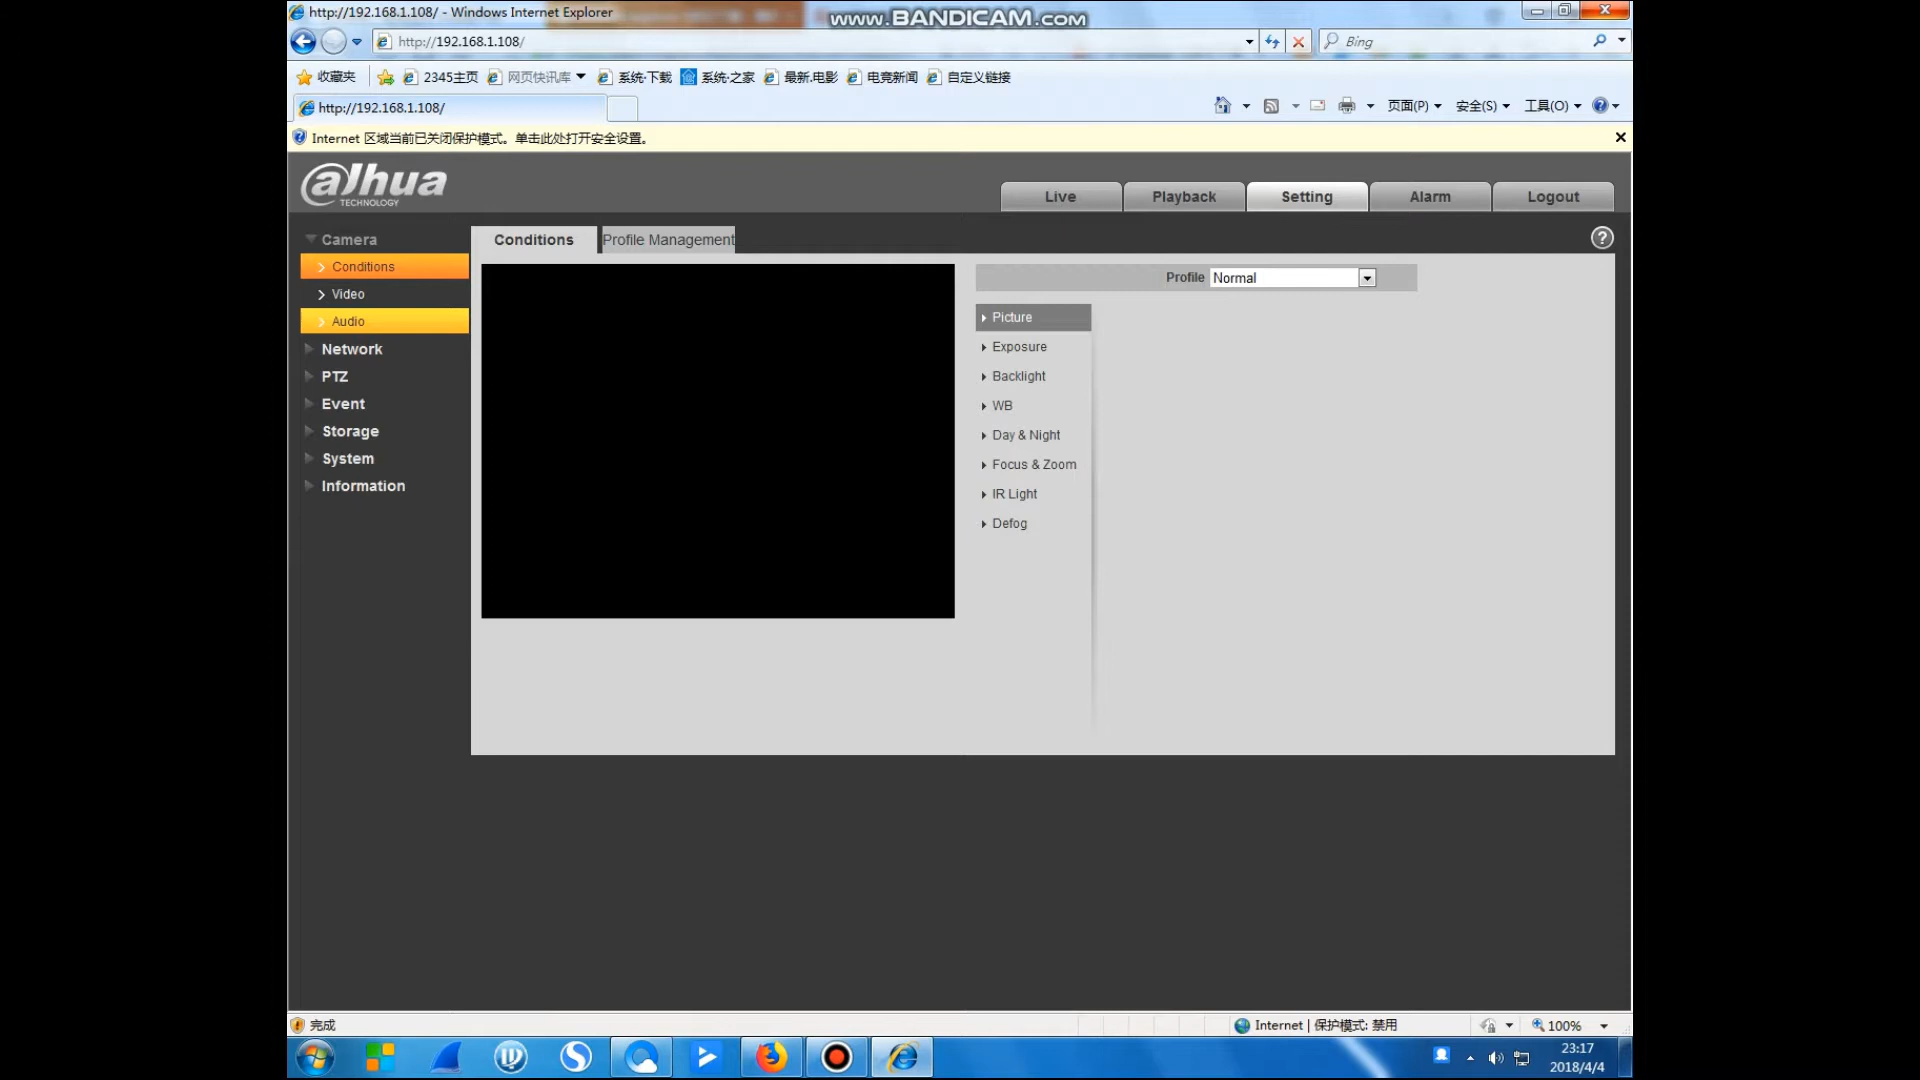 http://192.168.1.108/ - Windows Internet Explorer
www.BANDICAM.com
http://192.168.1.108/
Bing
收藏夹
2345主页
网页快讯库
系统·下载
系统·之家
最新.电影
电竞新闻
自定义链接
http://192.168.1.108/
页面(P)
安全(S)
工具(O)
Internet 区域当前已关闭保护模式。单击此处打开安全设置。
alhua
TECHNOLOGY
Live
Playback
Setting
Alarm
Logout
Camera
Conditions
Video
Audio
Network
PTZ
Event
Storage
System
Information
Conditions
Profile Management
Profile
Normal
Picture
Exposure
Backlight
WB
Day & Night
Focus & Zoom
IR Light
Defog
完成
Internet | 保护模式: 禁用
100%
23:17
2018/4/4